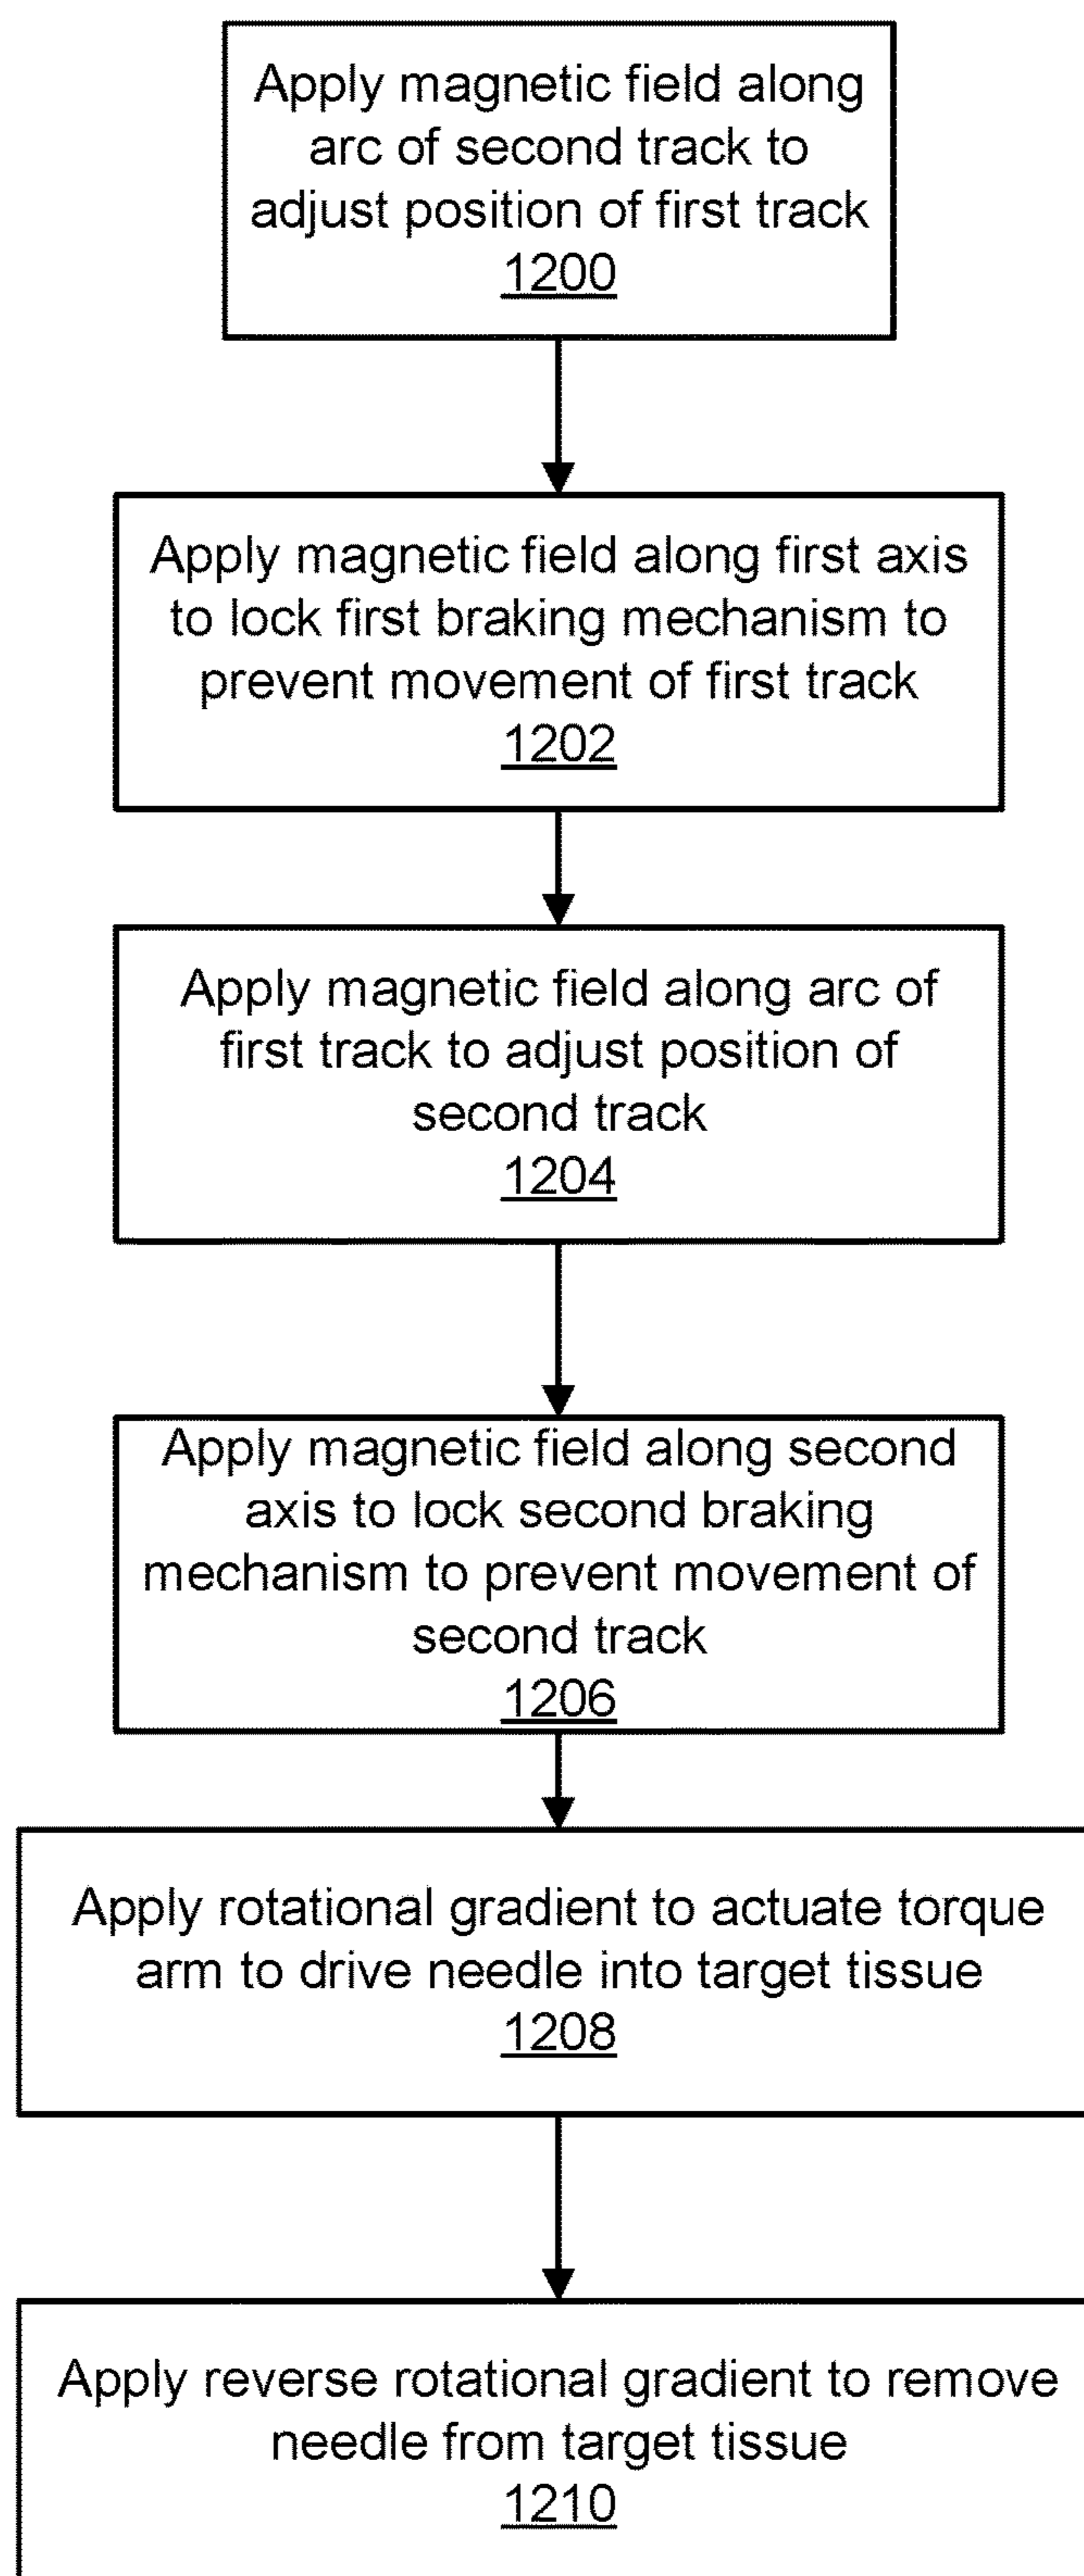 Apply magnetic field along
arc of second track to
adjust position of first track
1200
Apply magnetic field along first axis
to lock first braking mechanism to
prevent movement of first track
1202
Apply magnetic field along arc of
first track to adjust position of
second track
1204
Apply magnetic field along second
axis to lock second braking
mechanism to prevent movement of
second track
1206
Apply rotational gradient to actuate torque
arm to drive needle into target tissue
1208
Apply reverse rotational gradient to remove
needle from target tissue
1210